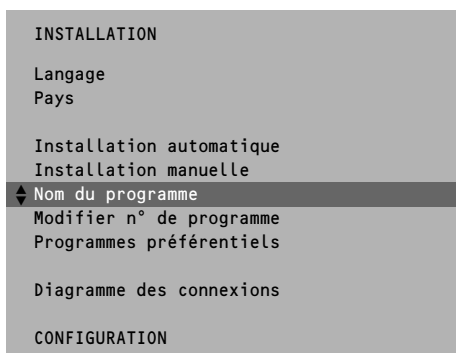 INSTALLATION
Langage
Pays
Installation automatique
Installation manuelle
Nom du programme
Modifier n° de programme
Programmes préférentiels
Diagramme des connexions
CONFIGURATION